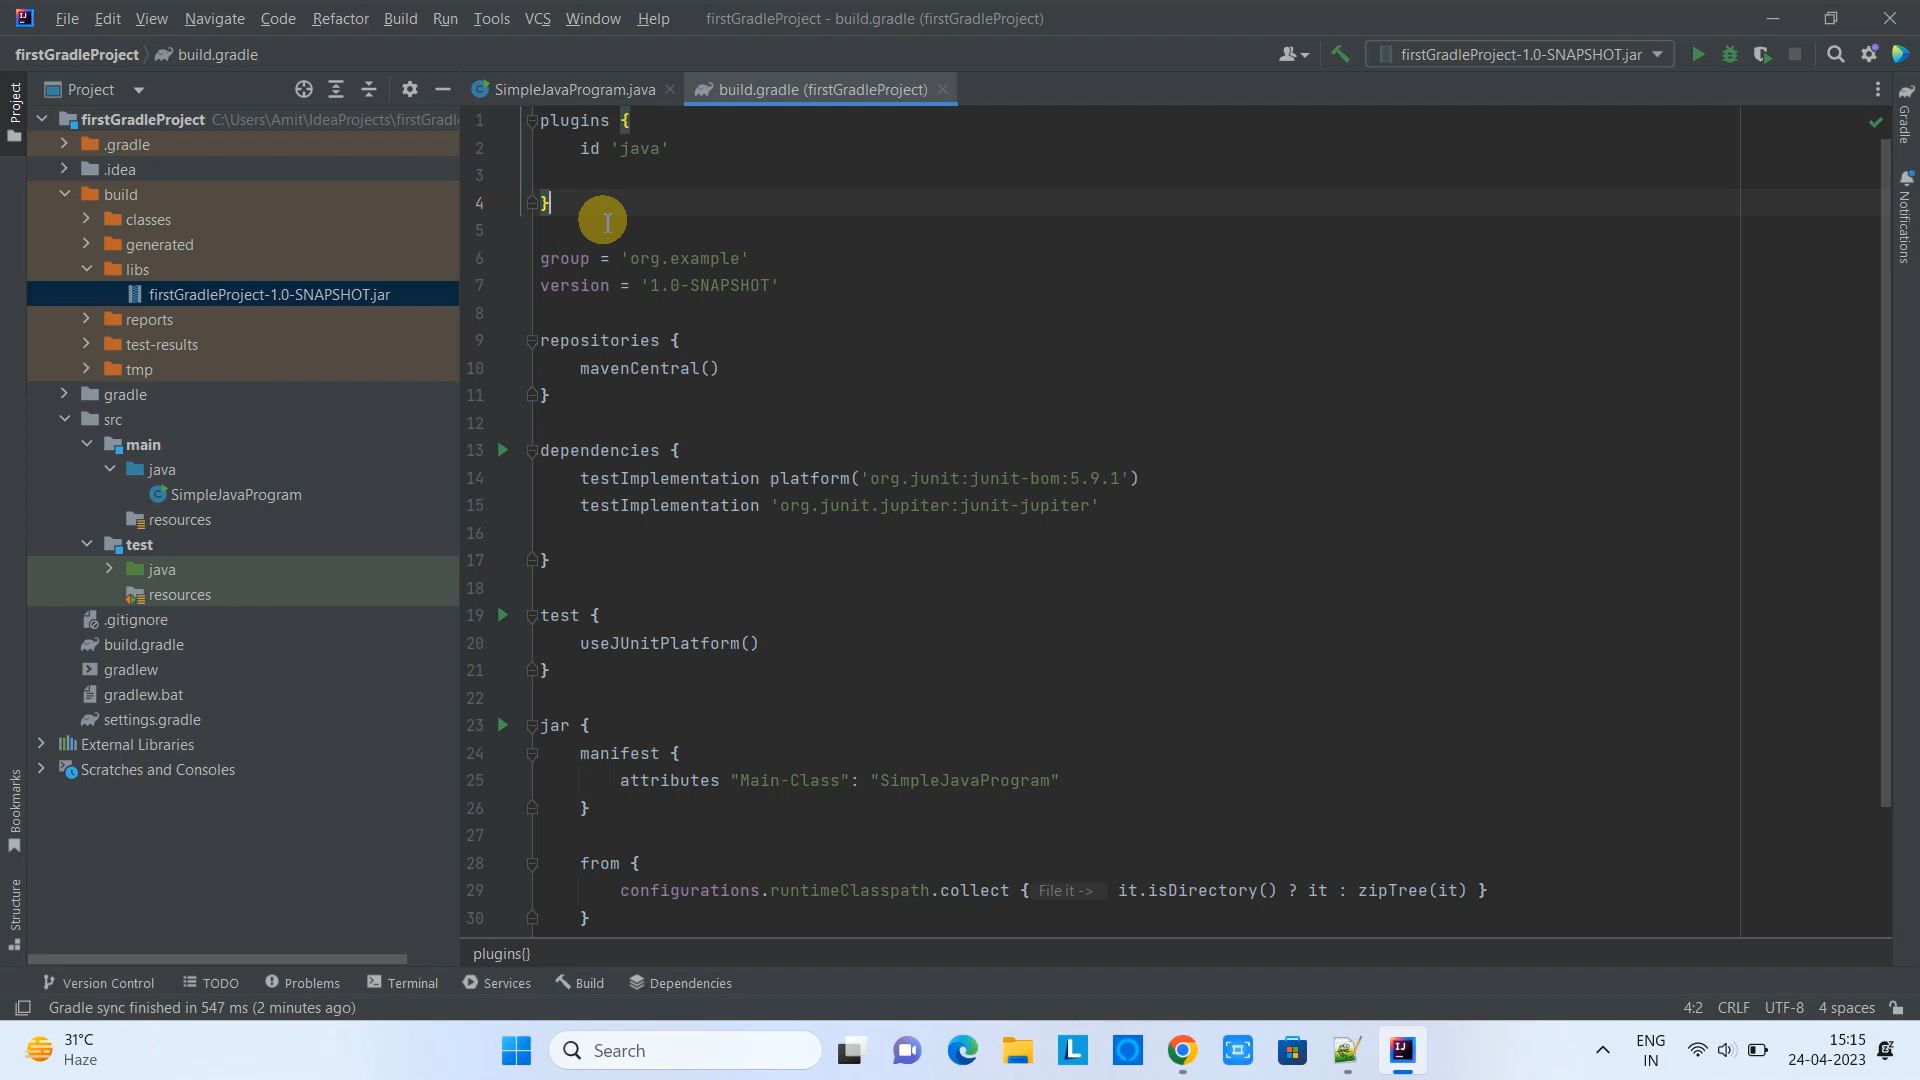 File Edit View Navigate Code Refactor Build Run Tools VCS Window Help firstGradleProject - build.gradle (firstGradleProject)
firstGradleProject build.gradle firstGradleProject-1.0-SNAPSHOT.jar
Project SimpleJavaProgram.java build.gradle (firstGradleProject)
Project
Bookmarks
Structure
firstGradleProject C:\Users\Amit\IdeaProjects\firstGradle
.gradle
.idea
build
classes
generated
libs
firstGradleProject-1.0-SNAPSHOT.jar
reports
test-results
tmp
gradle
src
main
java
SimpleJavaProgram
resources
test
java
resources
.gitignore
build.gradle
gradlew
gradlew.bat
settings.gradle
External Libraries
Scratches and Consoles
1 plugins {
2 id 'java'
3
4 }
5
6 group = 'org.example'
7 version = '1.0-SNAPSHOT'
8
9 repositories {
10 mavenCentral()
11 }
12
13 dependencies {
14 testImplementation platform('org.junit:junit-bom:5.9.1')
15 testImplementation 'org.junit.jupiter:junit-jupiter'
16
17 }
18
19 test {
20 useJUnitPlatform()
21 }
22
23 jar {
24 manifest {
25 attributes "Main-Class": "SimpleJavaProgram"
26 }
27
28 from {
29 configurations.runtimeClasspath.collect { File it -> it.isDirectory() ? it : zipTree(it) }
30 }
plugins{}
Gradle
Notifications
Version Control TODO Problems Terminal Services Build Dependencies
Gradle sync finished in 547 ms (2 minutes ago) 4:2 CRLF UTF-8 4 spaces
31°C
Haze
Search
ENG
IN
15:15
24-04-2023